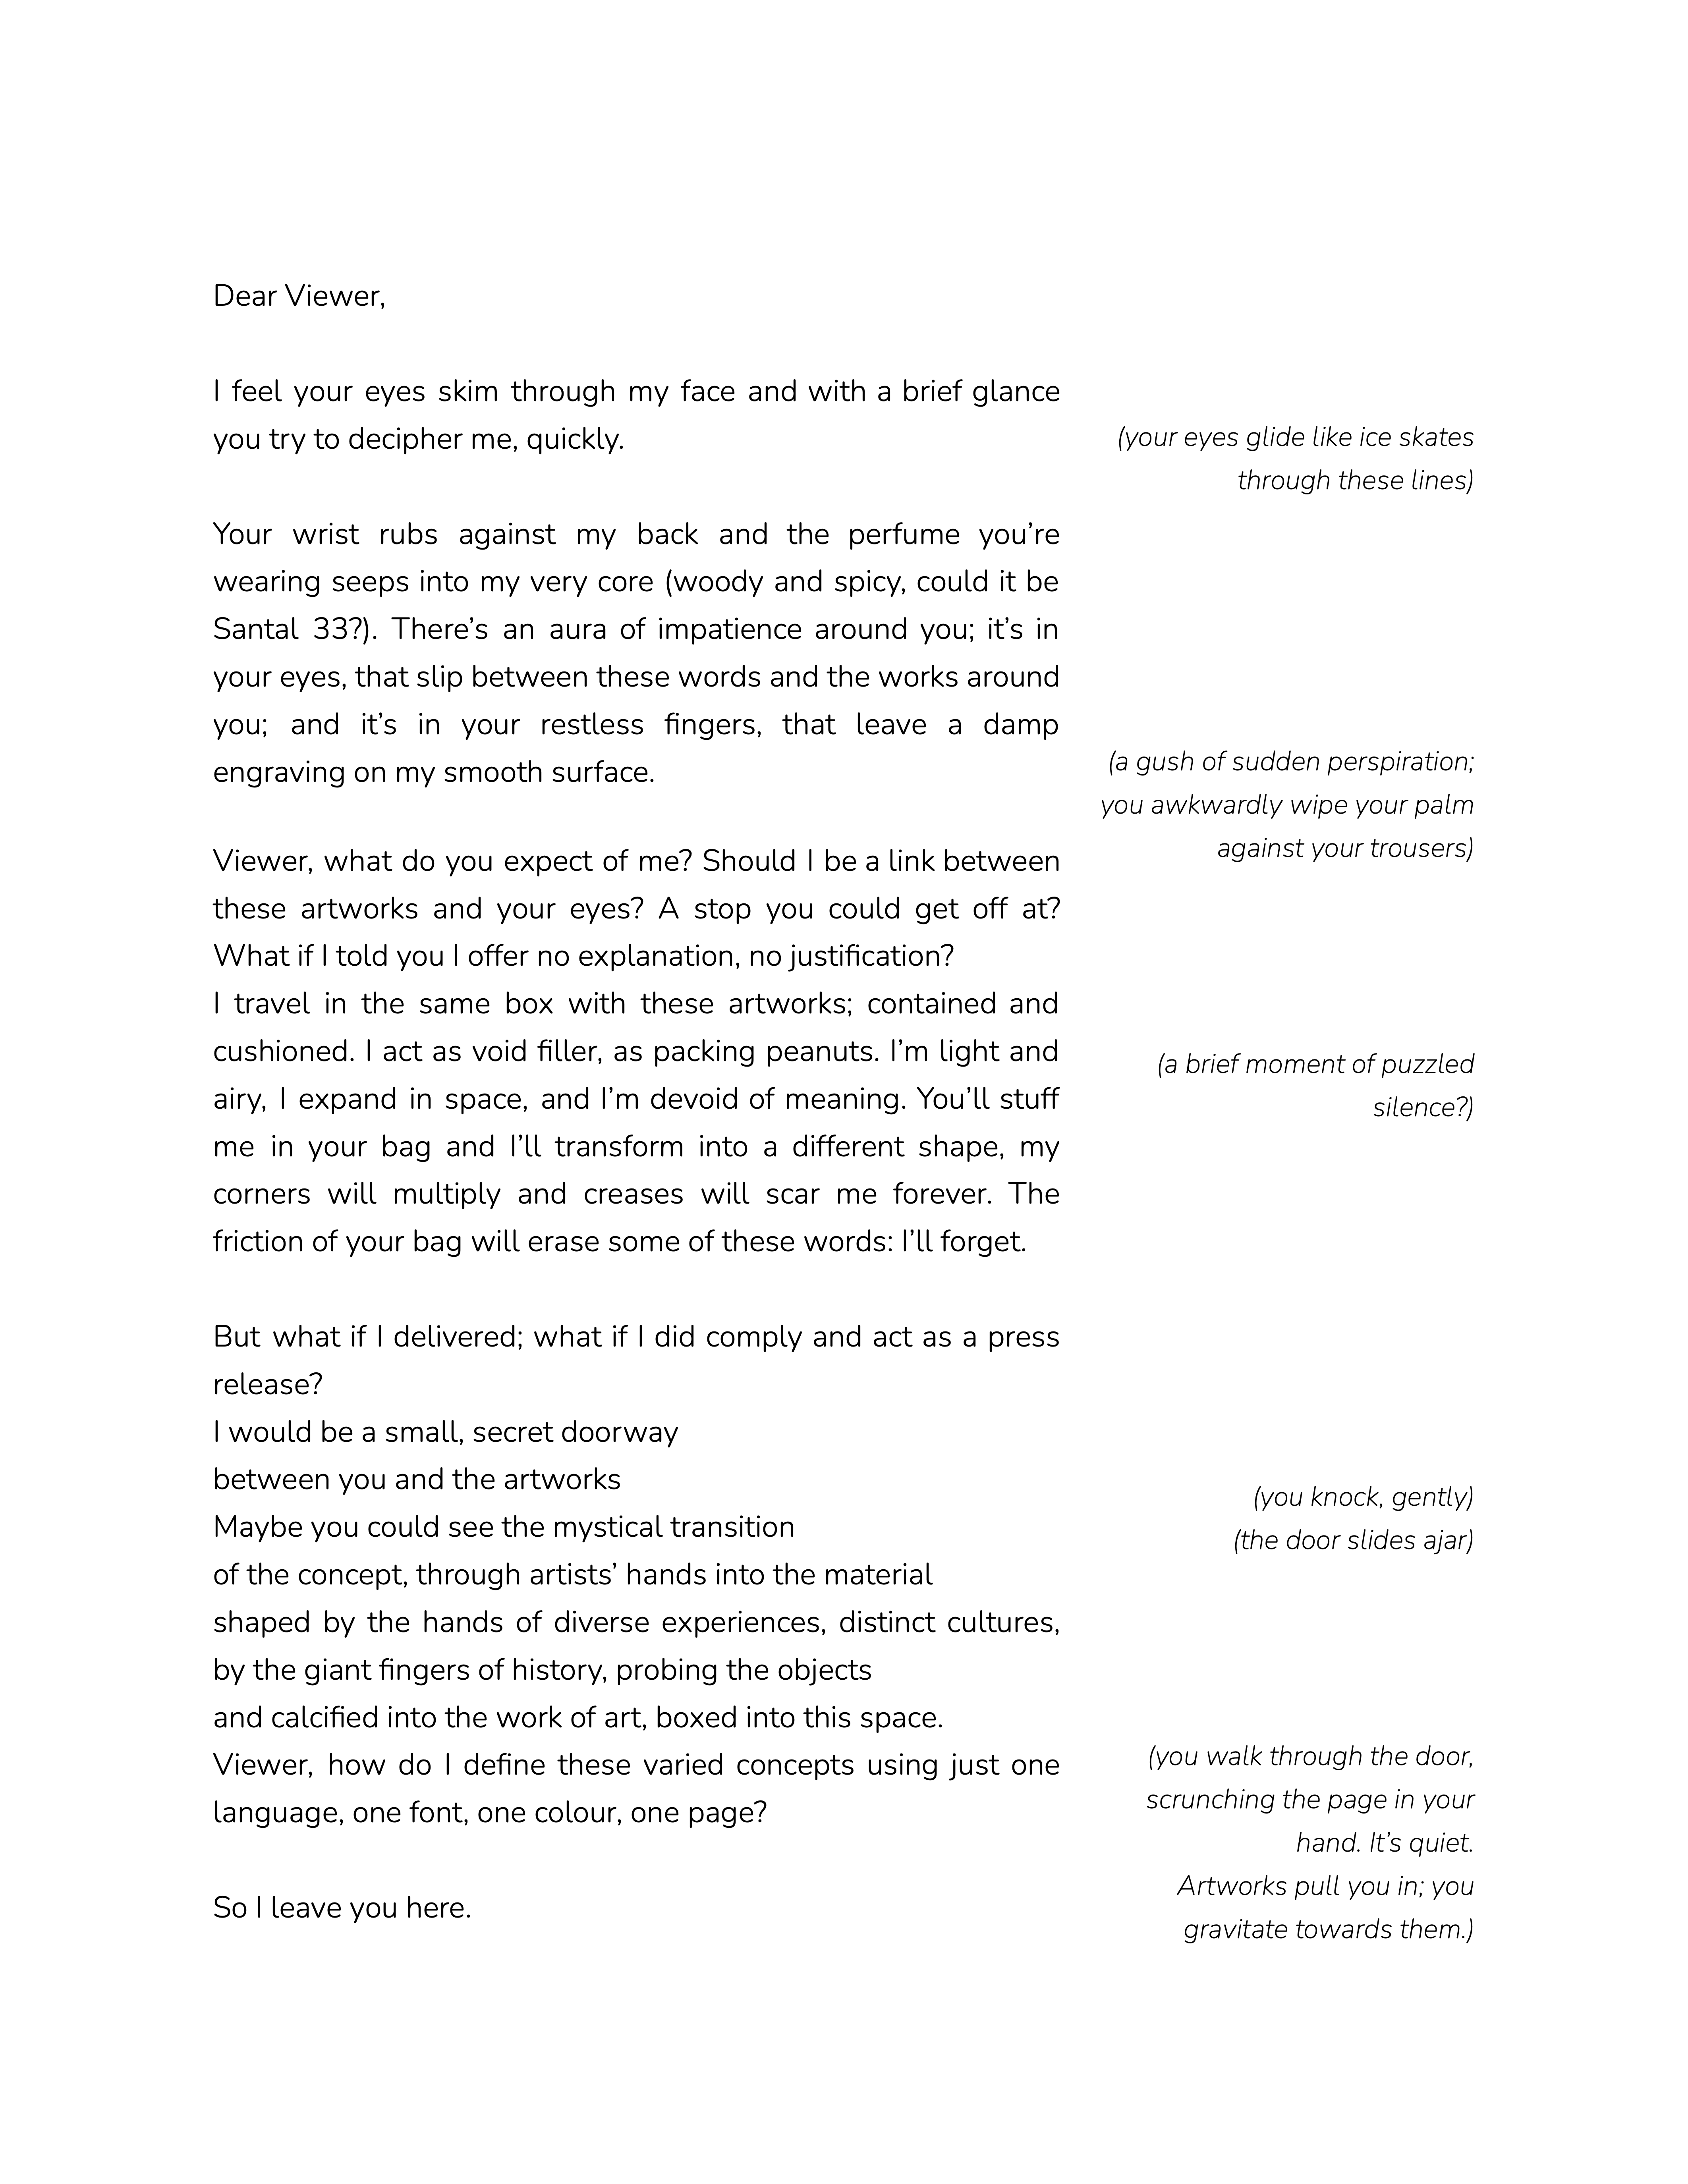 Dear Viewer,
I feel your eyes skim through my face and with a brief glance
you try to decipher me, quickly.
(your eyes glide like ice skates
through these lines)
Your wrist rubs against my back and the perfume you're
wearing seeps into my very core (woody and spicy, could it be
Santal 33?). There's an aura of impatience around you; it's in
your eyes, that slip between these words and the works around
you; and it's in your restless fingers, that leave a damp
engraving on my smooth surface.
(a gush of sudden perspiration;
you awkwardly wipe your palm
against your trousers)
Viewer, what do you expect of me? Should I be a link between
these artworks and your eyes? A stop you could get off at?
What if I told you I offer no explanation, no justification?
I travel in the same box with these artworks; contained and
cushioned. I act as void filler, as packing peanuts. I'm light and
airy, I expand in space, and I'm devoid of meaning. You'll stuff
me in your bag and I'll transform into a different shape, my
corners will multiply and creases will scar me forever. The
friction of your bag will erase some of these words: I'll forget.
(a brief moment of puzzled
silence?)
But what if I delivered; what if I did comply and act as a press
release?
I would be a small, secret doorway
between you and the artworks
Maybe you could see the mystical transition
of the concept, through artists' hands into the material
shaped by the hands of diverse experiences, distinct cultures,
by the giant fingers of history, probing the objects
and calcified into the work of art, boxed into this space.
(you knock, gently)
(the door slides ajar)
Viewer, how do I define these varied concepts using just one
language, one font, one colour, one page?
So I leave you here.
(you walk through the door,
scrunching the page in your
hand. It's quiet.
Artworks pull you in; you
gravitate towards them.)